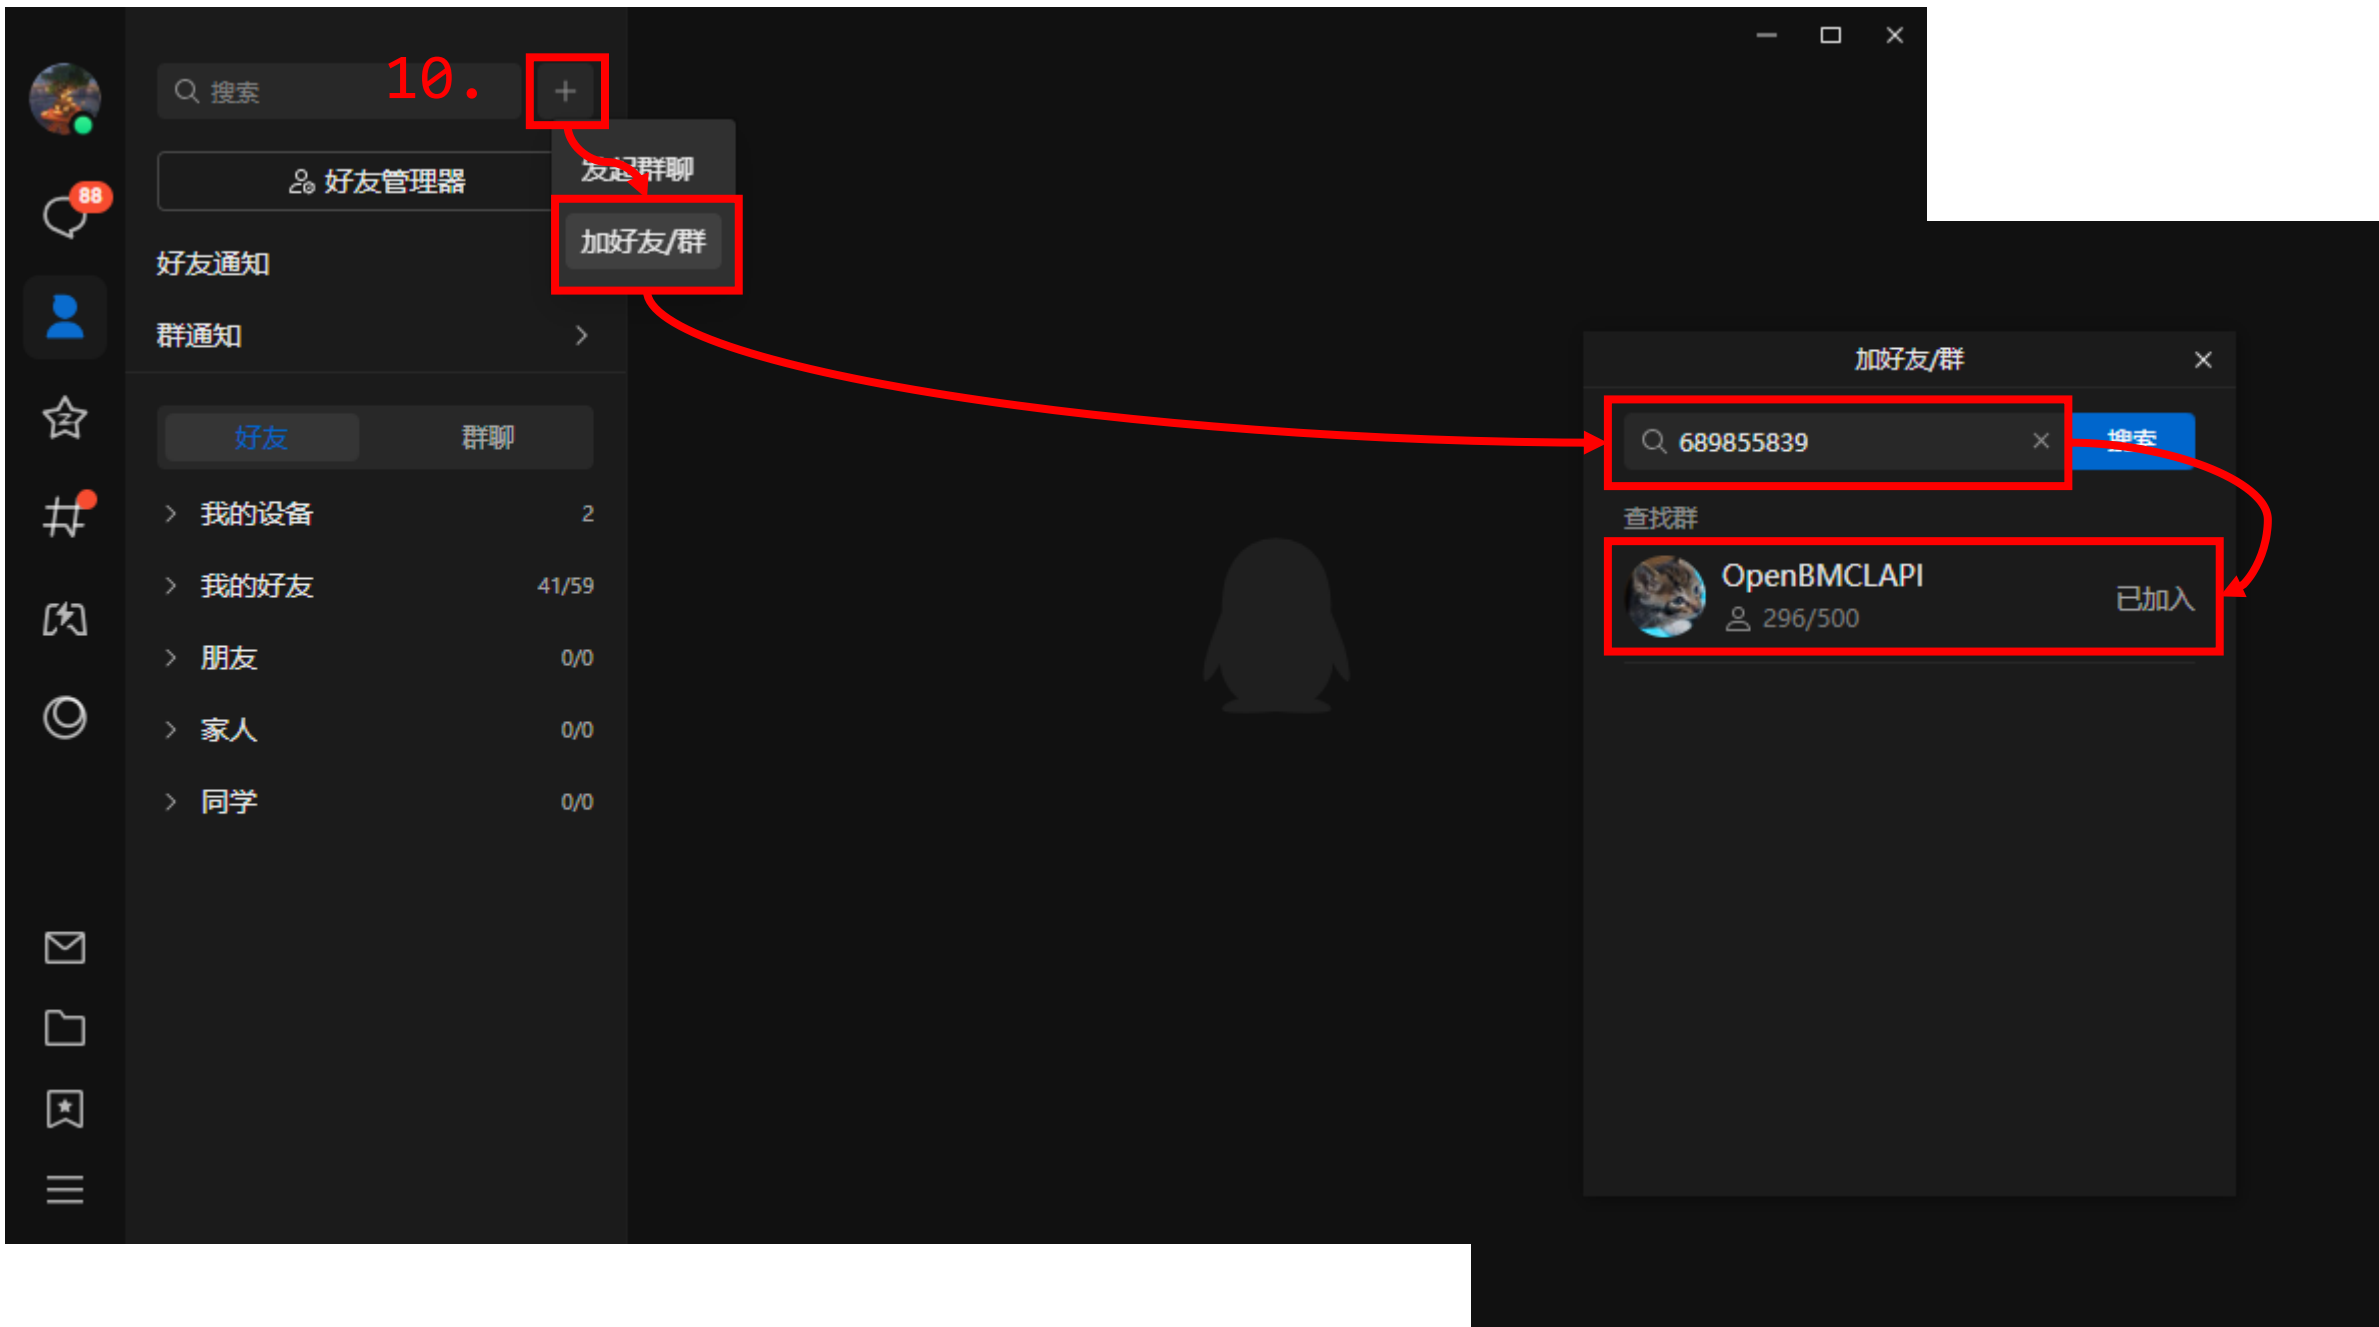 搜索
10.
+
88
好友管理器
发起群聊
加好友/群
好友通知
群通知
好友
群聊
我的设备 2
我的好友 41/59
朋友 0/0
家人 0/0
同学 0/0
加好友/群
689855839
搜索
查找群
OpenBMCLAPI
296/500
已加入